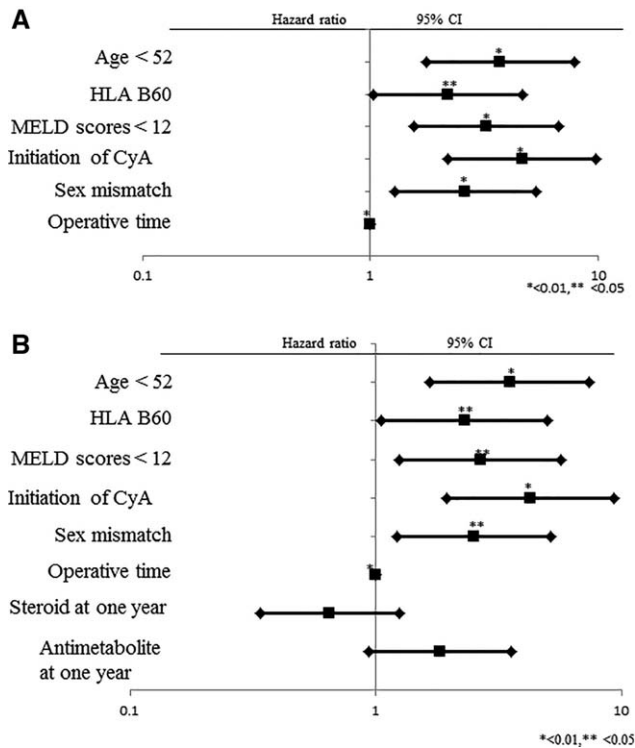 A
Hazard ratio 95% CI
Age < 52 *
HLA B60 **
MELD scores < 12 *
Initiation of CyA *
Sex mismatch *
Operative time *
0.1 1 10
*<0.01,** <0.05
B
Hazard ratio 95% CI
Age < 52 *
HLA B60 **
MELD scores < 12 **
Initiation of CyA *
Sex mismatch **
Operative time *
Steroid at one year
Antimetabolite
at one year
0.1 1 10
*<0.01,** <0.05